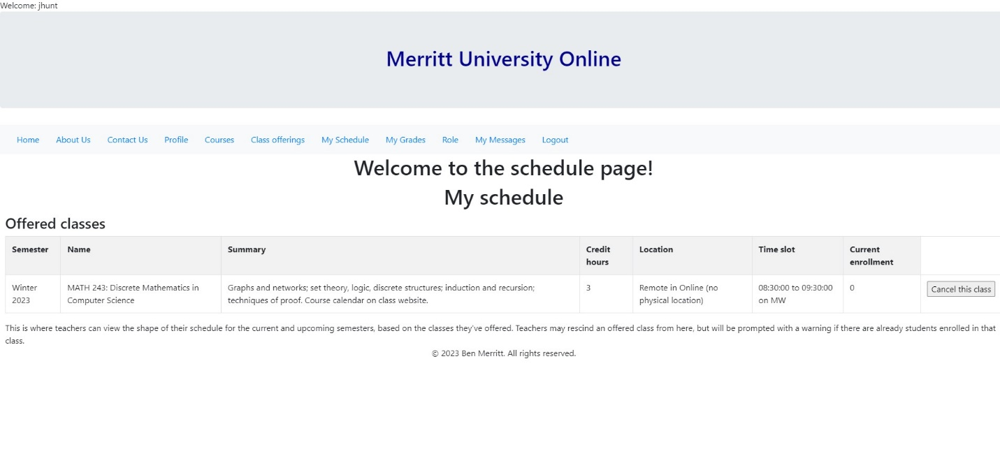 Welcome: jhunt
Merritt University Online
Home About Us Contact Us Profile Courses Class offerings My Schedule My Grades Role My Messages Logout
Welcome to the schedule page!
My schedule
Offered classes
Semester Name Summary Credit hours Location Time slot Current enrollment
Winter 2023 MATH 243: Discrete Mathematics in Computer Science Graphs and networks; set theory, logic, discrete structures; induction and recursion; techniques of proof. Course calendar on class website. 3 Remote in Online (no physical location) 08:30:00 to 09:30:00 on MW 0 Cancel this class
This is where teachers can view the shape of their schedule for the current and upcoming semesters, based on the classes they've offered. Teachers may rescind an offered class from here, but will be prompted with a warning if there are already students enrolled in that
class.
© 2023 Ben Merritt. All rights reserved.